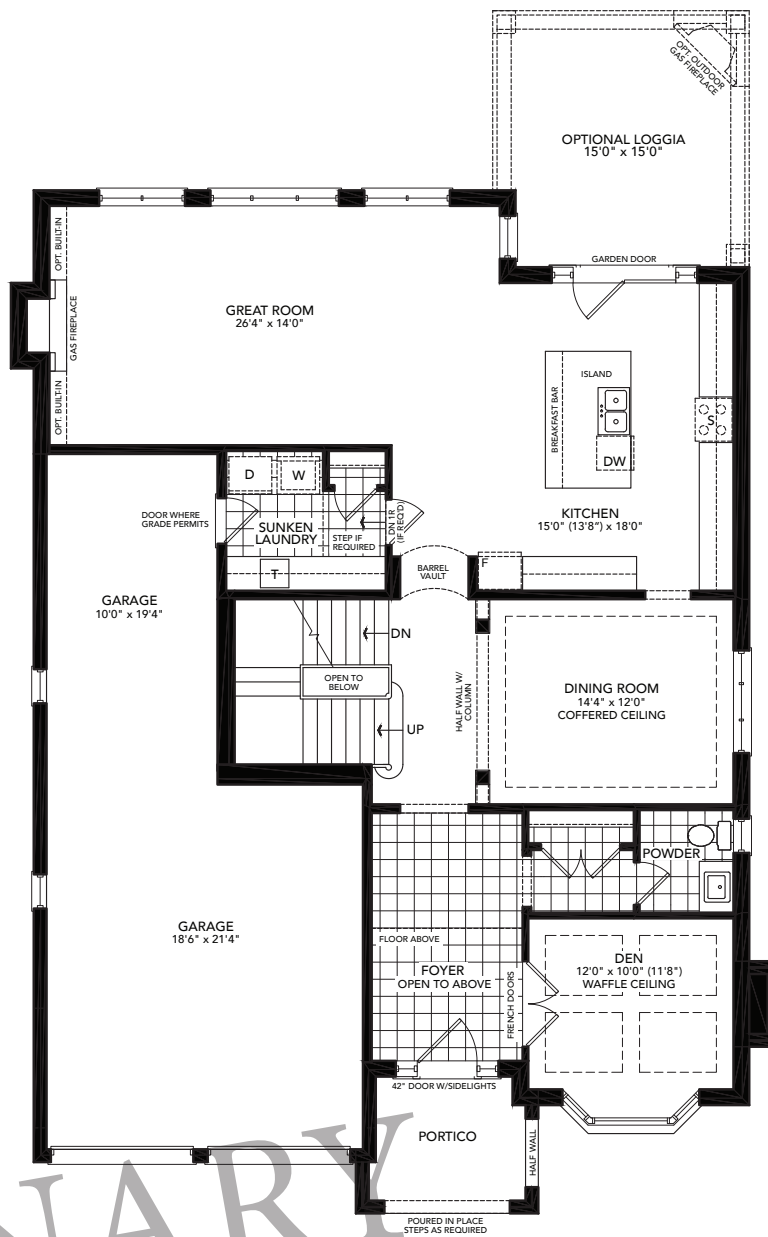 OPT. OUTDOOR
GAS FIREPLACE
OPTIONAL LOGGIA
15'0" x 15'0"
GARDEN DOOR
OPT. BUILT-IN
GAS FIREPLACE
OPT. BUILT-IN
GREAT ROOM
26'4" x 14'0"
ISLAND
BREAKFAST BAR
DW
S
KITCHEN
15'0" (13'8") x 18'0"
F
D
W
DOOR WHERE
GRADE PERMITS
SUNKEN
LAUNDRY
STEP IF
REQUIRED
DN 1R
(IF REQ'D)
T
BARREL
VAULT
GARAGE
10'0" x 19'4"
DN
OPEN TO
BELOW
UP
HALF WALL W/
COLUMN
DINING ROOM
14'4" x 12'0"
COFFERED CEILING
POWDER
GARAGE
18'6" x 21'4"
FLOOR ABOVE
FOYER
OPEN TO ABOVE
FRENCH DOORS
DEN
12'0" x 10'0" (11'8")
WAFFLE CEILING
42" DOOR W/SIDELIGHTS
PORTICO
HALF WALL
POURED IN PLACE
STEPS AS REQUIRED
NARY